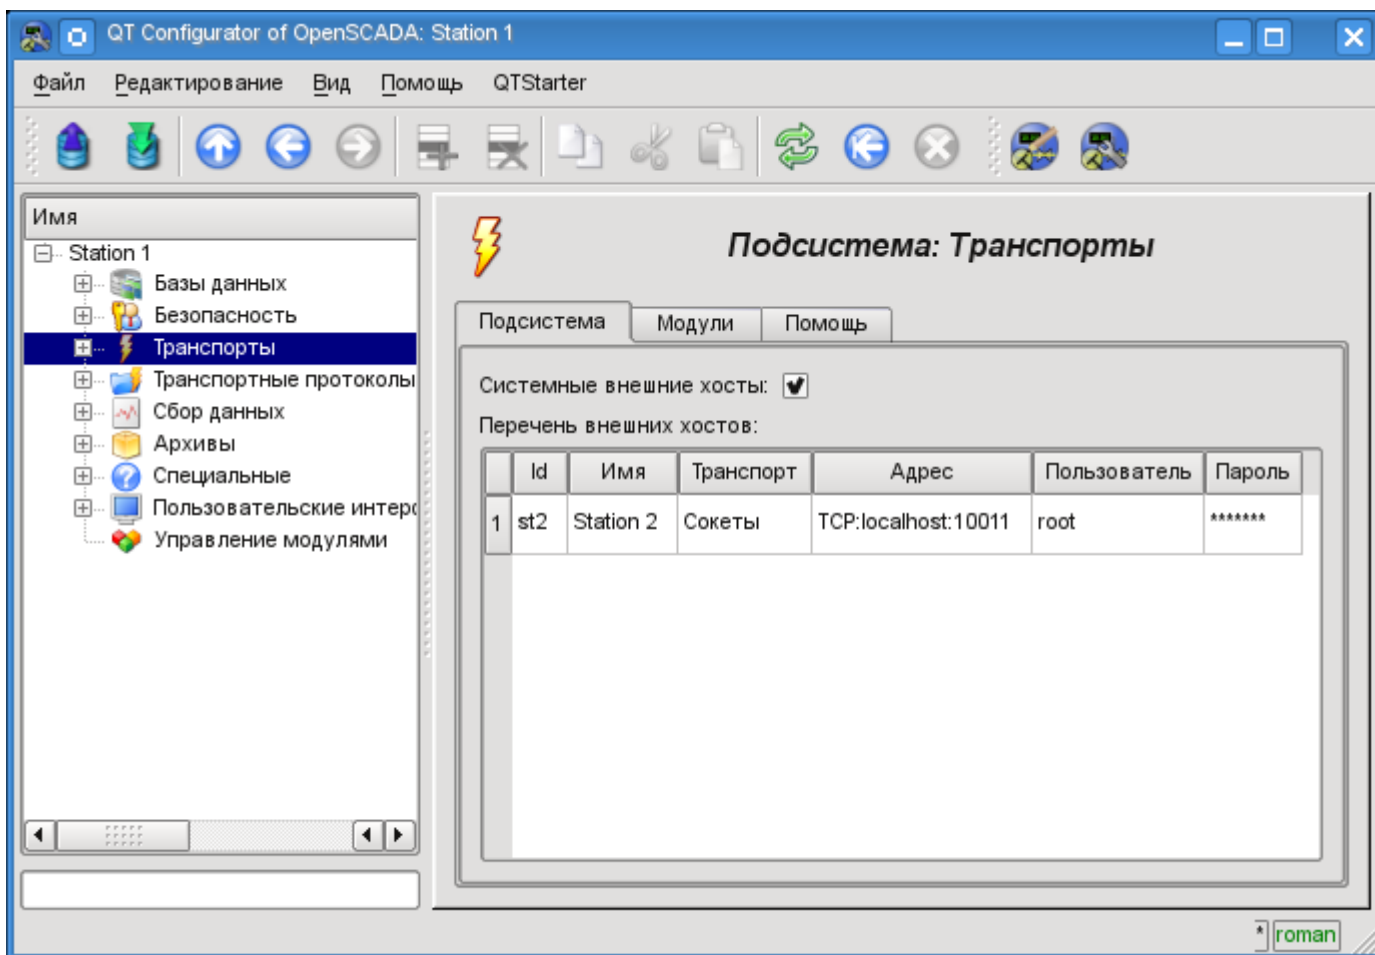 QT Configurator of OpenSCADA: Station 1
Файл Редактирование Вид Помощь QTStarter
Имя
Station 1
Базы данных
Безопасность
Транспорты
Транспортные протоколы
Сбор данных
Архивы
Специальные
Пользовательские интер
Управление модулями
Подсистема: Транспорты
Подсистема Модули Помощь
Системные внешние хосты:
Перечень внешних хостов:
Id Имя Транспорт Адрес Пользователь Пароль
1 st2 Station 2 Сокеты TCP:localhost:10011 root *******
* roman